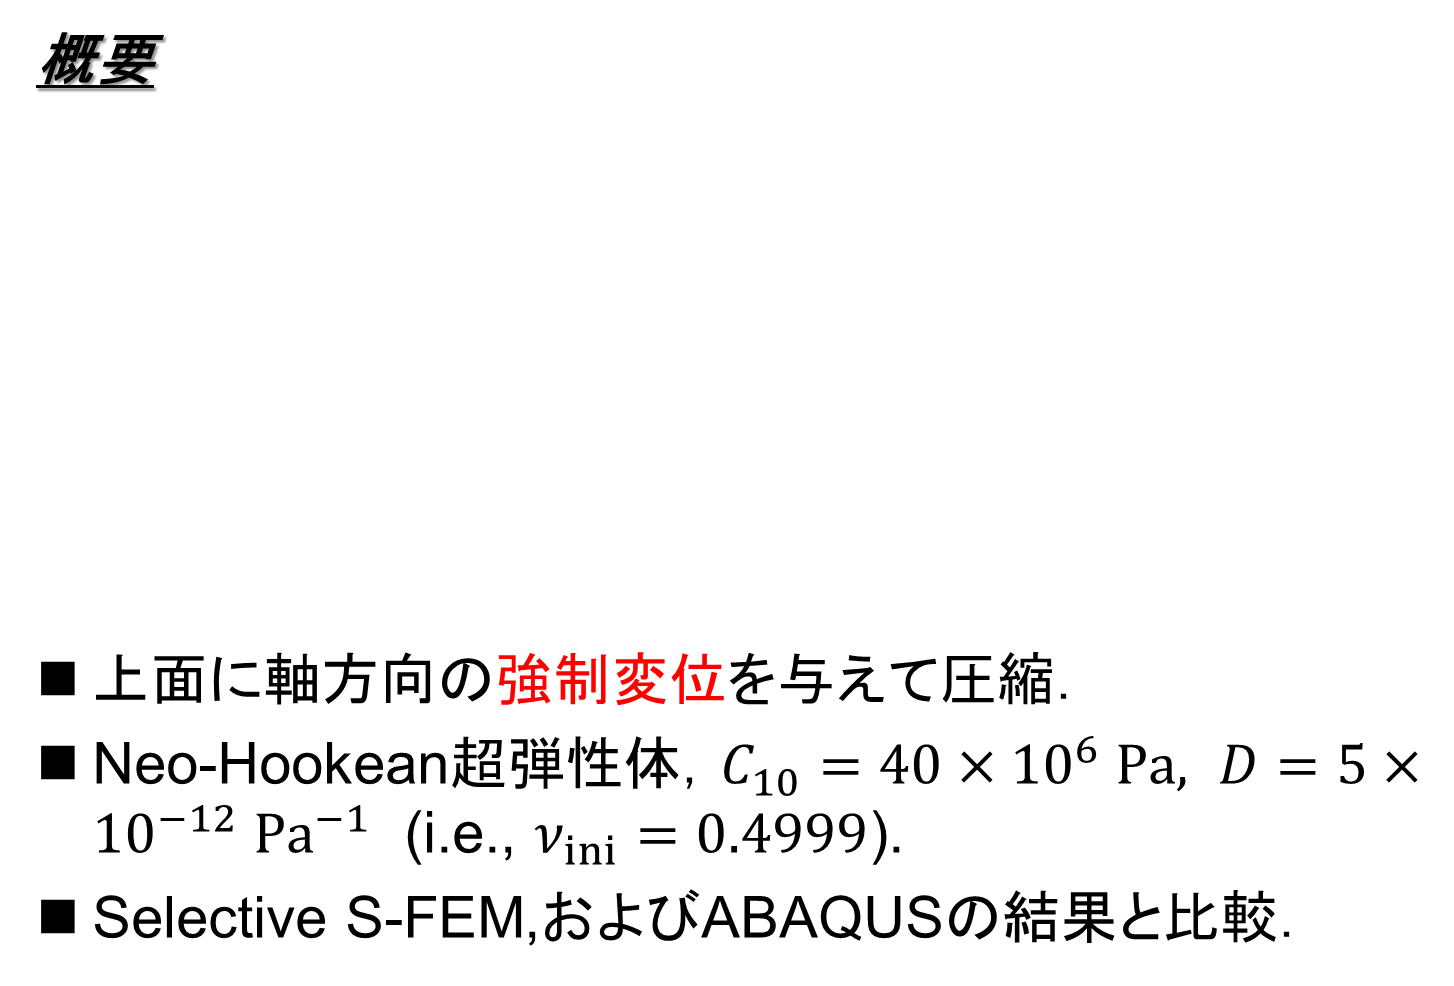 概要
■ 上面に軸方向の強制変位を与えて圧縮.
■ Neo-Hookean超弾性体, C₁₀ = 40 × 10⁶ Pa, D = 5 ×
10⁻¹² Pa⁻¹ (i.e., νᵢₙᵢ = 0.4999).
■ Selective S-FEM,およびABAQUSの結果と比較.